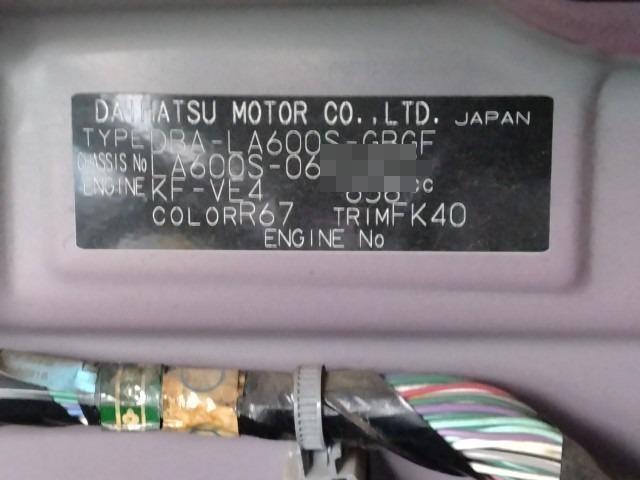 DAIHATSU MOTOR CO.,LTD. JAPAN
TYPE DBA-LA600S-GBGF
CHASSIS No LA600S-06
ENGINE KF-VE4 658cc
COLOR R67 TRIM FK40
ENGINE No